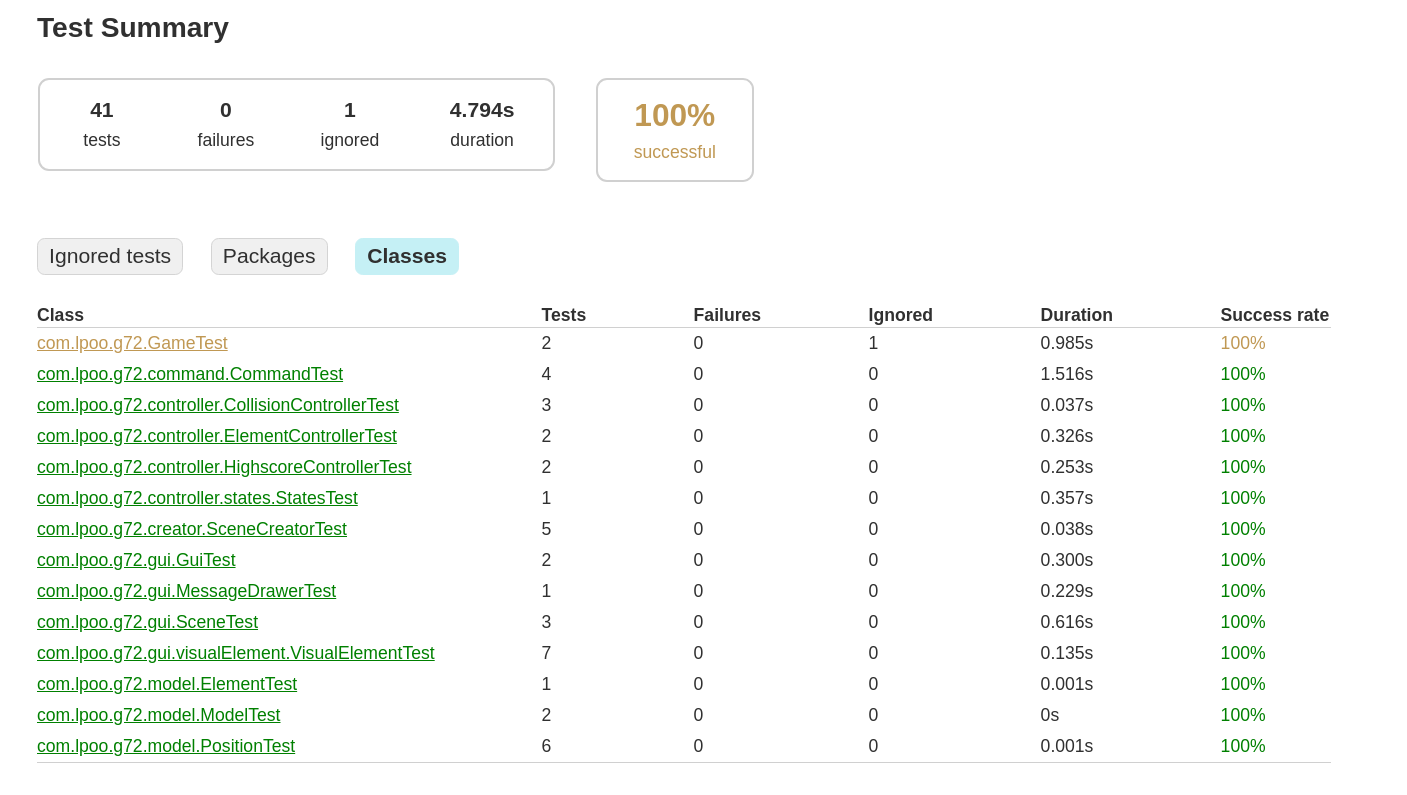 Test Summary
41 0 1 4.794s
tests failures ignored duration
100%
successful
Ignored tests Packages Classes
Class Tests Failures Ignored Duration Success rate
com.lpoo.g72.GameTest 2 0 1 0.985s 100%
com.lpoo.g72.command.CommandTest 4 0 0 1.516s 100%
com.lpoo.g72.controller.CollisionControllerTest 3 0 0 0.037s 100%
com.lpoo.g72.controller.ElementControllerTest 2 0 0 0.326s 100%
com.lpoo.g72.controller.HighscoreControllerTest 2 0 0 0.253s 100%
com.lpoo.g72.controller.states.StatesTest 1 0 0 0.357s 100%
com.lpoo.g72.creator.SceneCreatorTest 5 0 0 0.038s 100%
com.lpoo.g72.gui.GuiTest 2 0 0 0.300s 100%
com.lpoo.g72.gui.MessageDrawerTest 1 0 0 0.229s 100%
com.lpoo.g72.gui.SceneTest 3 0 0 0.616s 100%
com.lpoo.g72.gui.visualElement.VisualElementTest 7 0 0 0.135s 100%
com.lpoo.g72.model.ElementTest 1 0 0 0.001s 100%
com.lpoo.g72.model.ModelTest 2 0 0 0s 100%
com.lpoo.g72.model.PositionTest 6 0 0 0.001s 100%